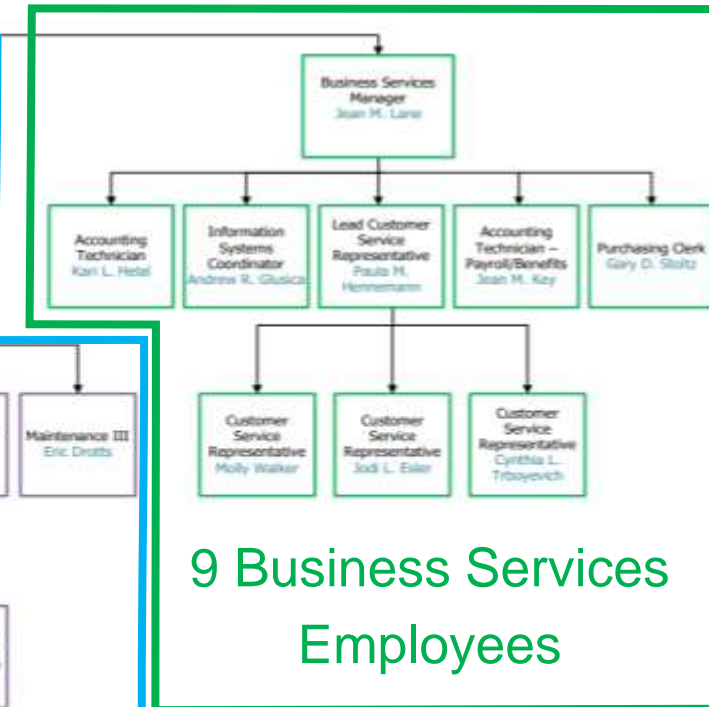 Business Services
Manager
Jean M. Lane
Accounting
Technician
Information
Systems
Coordinator
Andrew R. Glusica
Lead Customer
Service
Representative
Paula M.
Hennemann
Accounting
Technician –
Payroll/Benefits
Jean M. Key
Purchasing Clerk
Gary D. Stoltz
Maintenance III
Eric Drotts
Customer
Service
Representative
Molly Walker
Customer
Service
Representative
Jodi L. Esler
Customer
Service
Representative
Cynthia L.
Trboyevich
9 Business Services
Employees